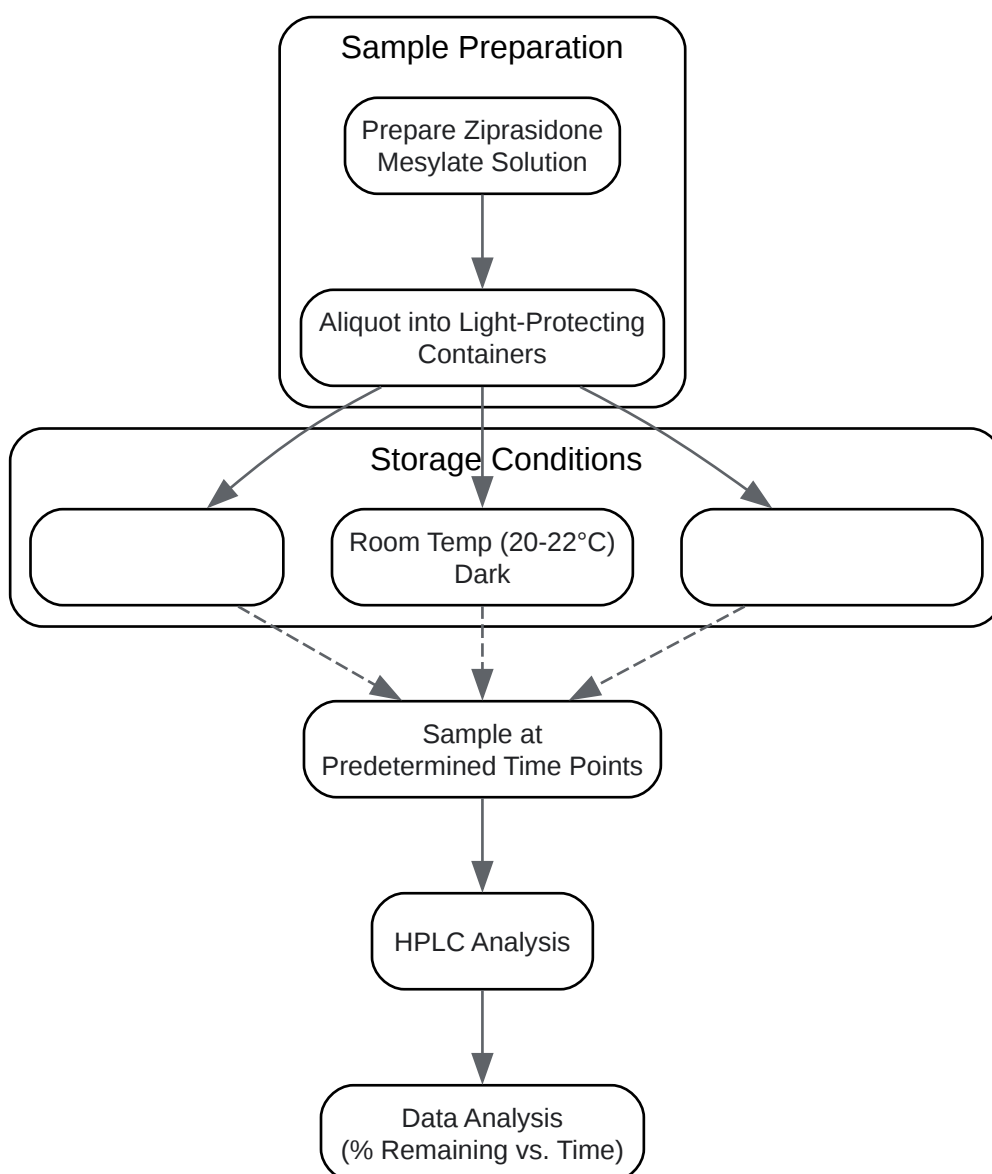 Sample Preparation
Prepare Ziprasidone
Mesylate Solution
Aliquot into Light-Protecting
Containers
Storage Conditions
Room Temp (20-22°C)
Dark
Sample at
Predetermined Time Points
HPLC Analysis
Data Analysis
(% Remaining vs. Time)